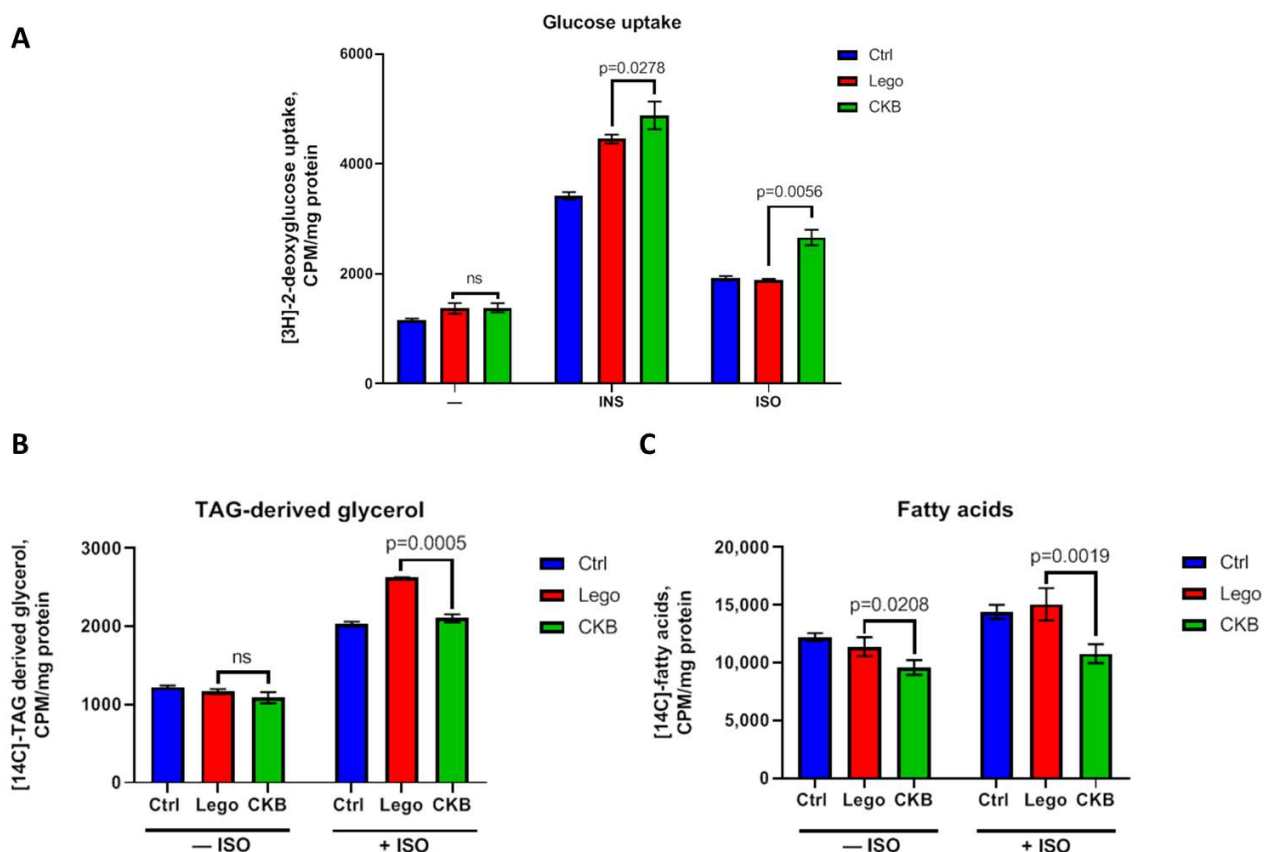 A
Glucose uptake
[3H]-2-deoxyglucose uptake,
CPM/mg protein
6000
4000
2000
0
ns
p=0.0278
p=0.0056
—
INS
ISO
Ctrl
Lego
CKB
B
TAG-derived glycerol
[14C]-TAG derived glycerol,
CPM/mg protein
3000
2000
1000
0
ns
p=0.0005
Ctrl Lego CKB Ctrl Lego CKB
— ISO + ISO
Ctrl
Lego
CKB
C
Fatty acids
[14C]-fatty acids,
CPM/mg protein
20,000
15,000
10,000
5,000
0
p=0.0208
p=0.0019
Ctrl Lego CKB Ctrl Lego CKB
— ISO + ISO
Ctrl
Lego
CKB